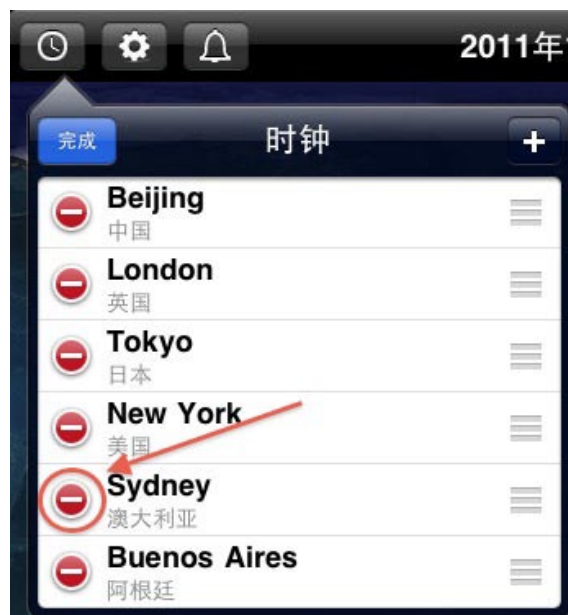 2011年
完成 时钟
Beijing
中国
London
英国
Tokyo
日本
New York
美国
Sydney
澳大利亚
Buenos Aires
阿根廷